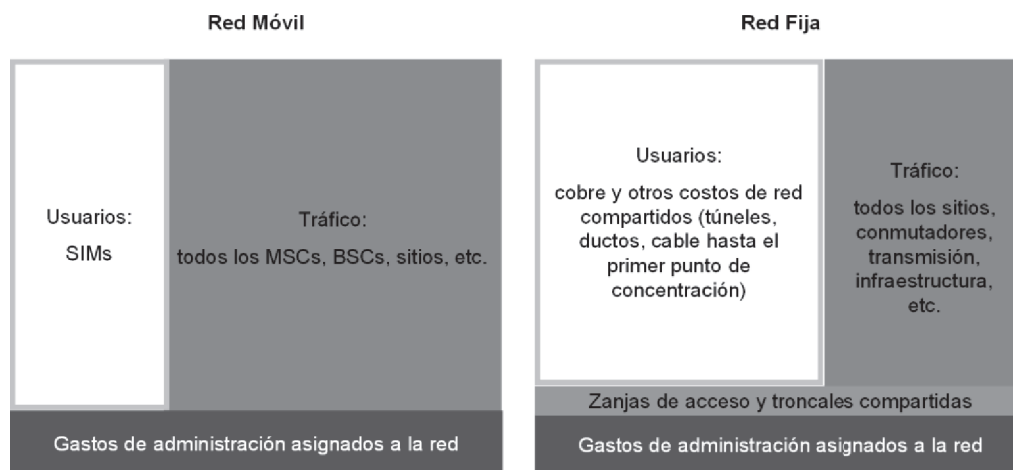 Red Móvil
Usuarios:
SIMs
Tráfico:
todos los MSCs, BSCs, sitios, etc.
Gastos de administración asignados a la red
Red Fija
Usuarios:
cobre y otros costos de red
compartidos (túneles,
ductos, cable hasta el
primer punto de
concentración)
Tráfico:
todos los sitios,
conmutadores,
transmisión,
infraestructura,
etc.
Zanjas de acceso y troncales compartidas
Gastos de administración asignados a la red